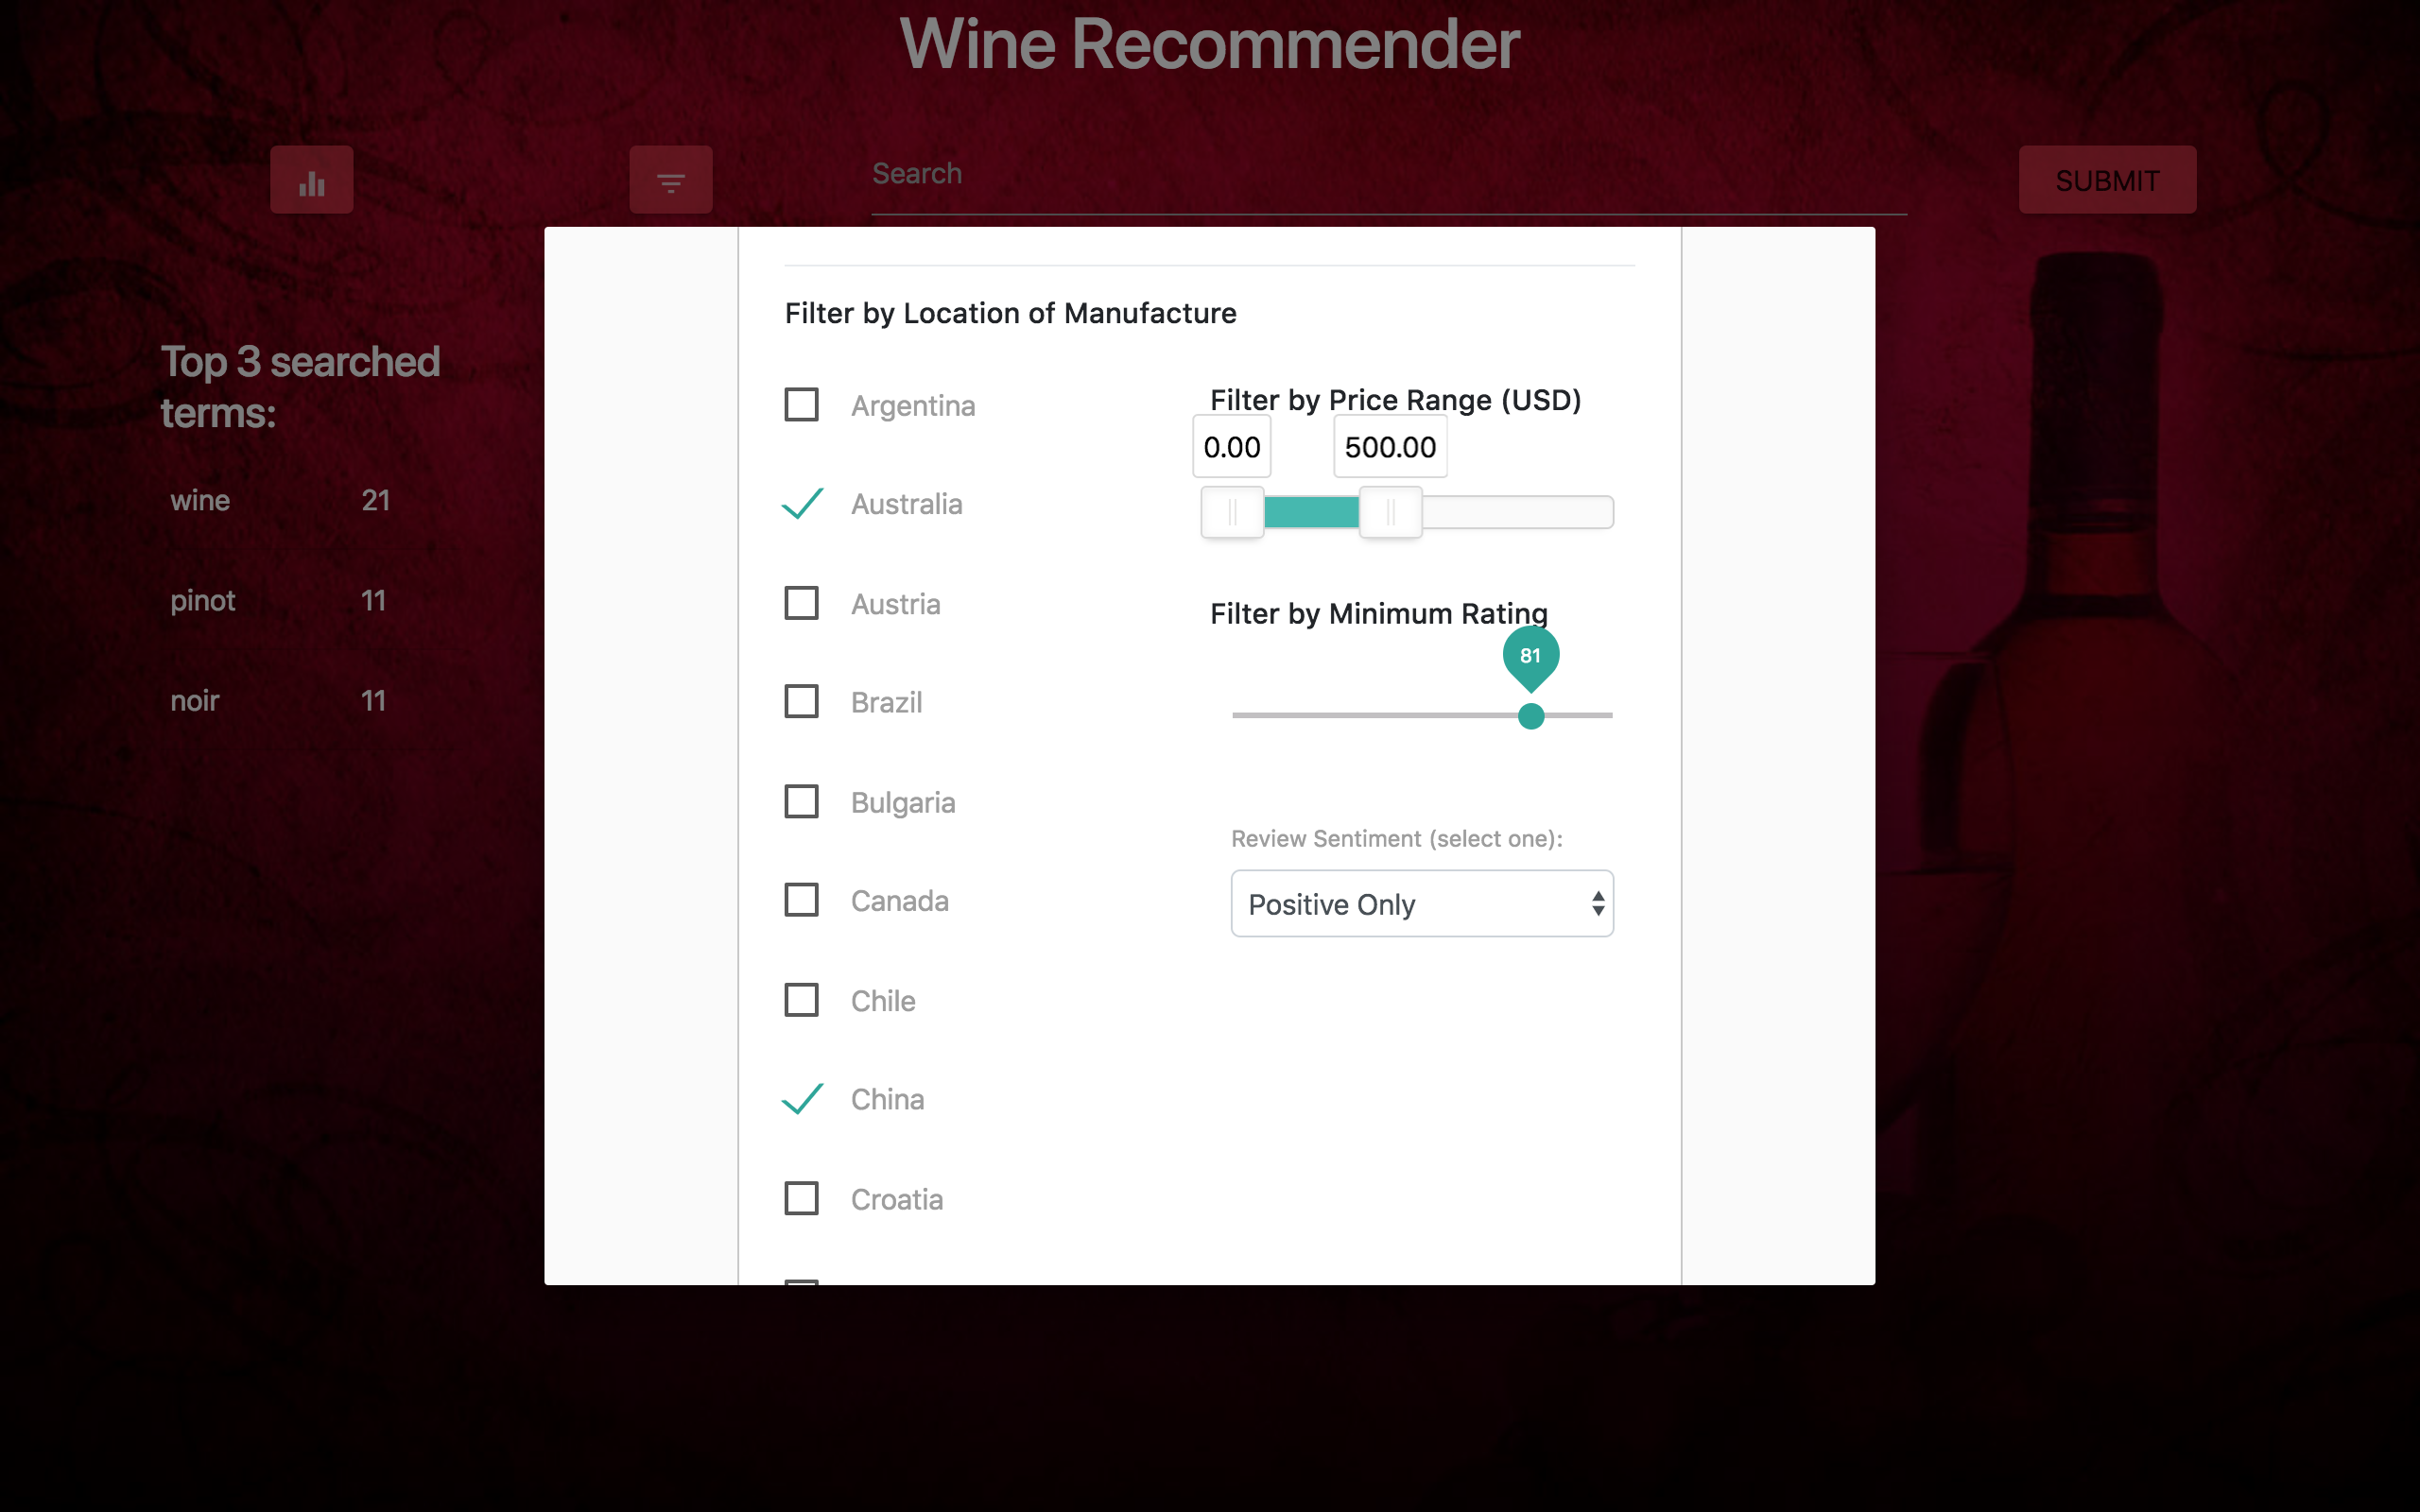 Wine Recommender
Search
SUBMIT
Top 3 searched
terms:
wine 21
pinot 11
noir 11
Filter by Location of Manufacture
Argentina
Australia
Austria
Brazil
Bulgaria
Canada
Chile
China
Croatia
Filter by Price Range (USD)
0.00 500.00
Filter by Minimum Rating
81
Review Sentiment (select one):
Positive Only